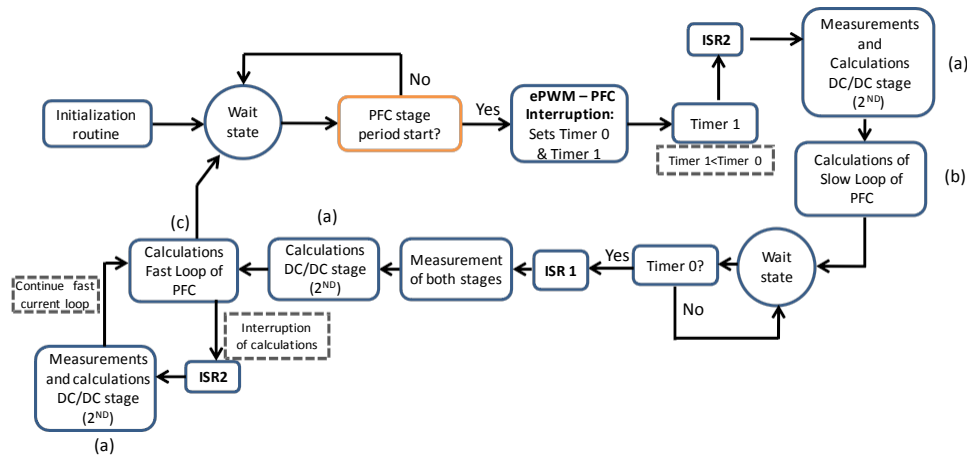 Initialization
routine
Wait
state
No
PFC stage
period start?
Yes
ePWM – PFC
Interruption:
Sets Timer 0
& Timer 1
Timer 1
Timer 1<Timer 0
ISR2
Measurements
and
Calculations
DC/DC stage
(2ND)
(a)
Calculations of
Slow Loop of
PFC
(b)
Wait
state
Timer 0?
No
Yes
ISR 1
Measurement
of both stages
(a)
Calculations
DC/DC stage
(2ND)
(c)
Calculations
Fast Loop of
PFC
Interruption
of calculations
ISR2
Measurements
and calculations
DC/DC stage
(2ND)
(a)
Continue fast
current loop